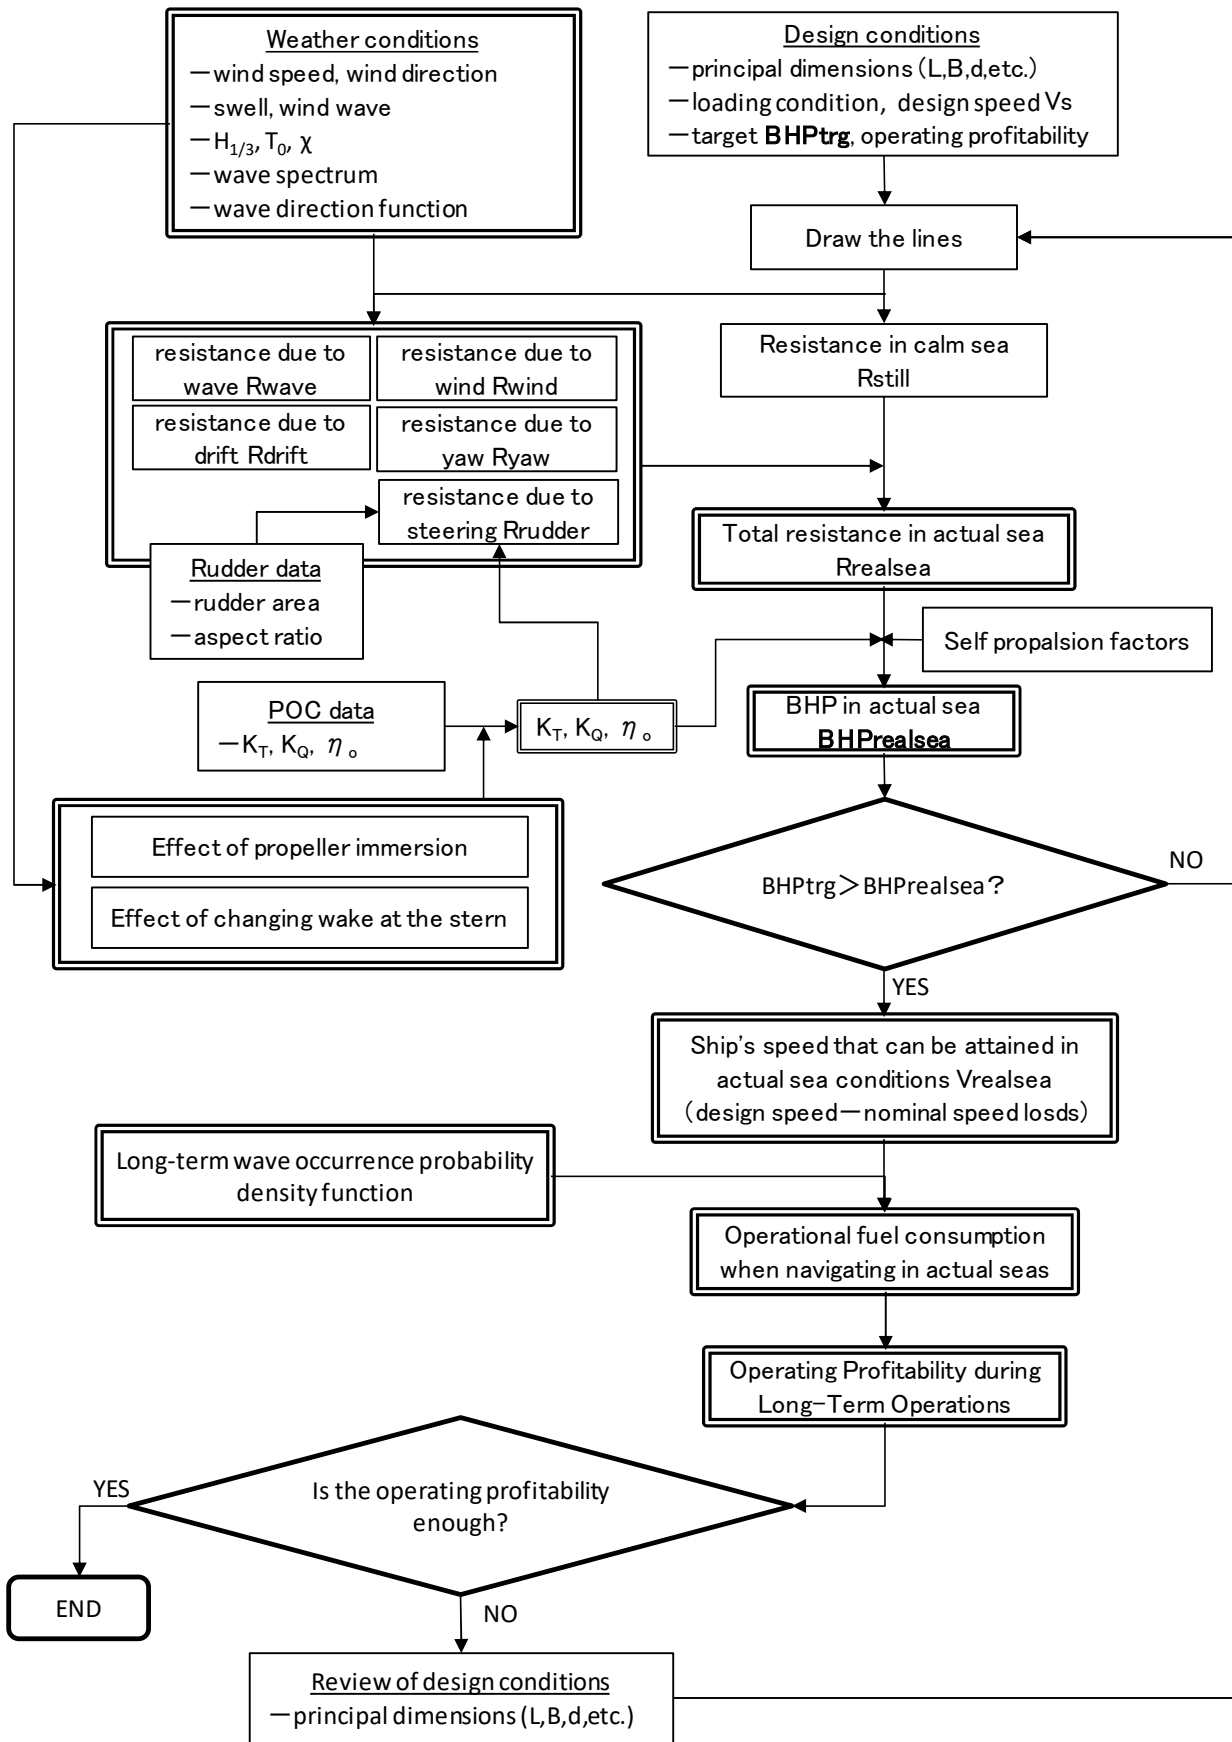 Weather conditions
－wind speed, wind direction
－swell, wind wave
－H1/3, T0, χ
－wave spectrum
－wave direction function
Design conditions
－principal dimensions（L,B,d,etc.）
－loading condition, design speed Vs
－target BHPtrg, operating profitability
Draw the lines
resistance due to
wave Rwave
resistance due to
wind Rwind
resistance due to
drift Rdrift
resistance due to
yaw Ryaw
resistance due to
steering Rrudder
Resistance in calm sea
Rstill
Total resistance in actual sea
Rrealsea
Rudder data
－rudder area
－aspect ratio
Self propalsion factors
POC data
－KT, KQ, ηo
KT, KQ, ηo
BHP in actual sea
BHPrealsea
Effect of propeller immersion
Effect of changing wake at the stern
BHPtrg＞BHPrealsea？
NO
YES
Ship's speed that can be attained in
actual sea conditions Vrealsea
（design speed－nominal speed losds）
Long-term wave occurrence probability
density function
Operational fuel consumption
when navigating in actual seas
Operating Profitability during
Long-Term Operations
Is the operating profitability
enough?
YES
END
NO
Review of design conditions
－principal dimensions (L,B,d,etc.)